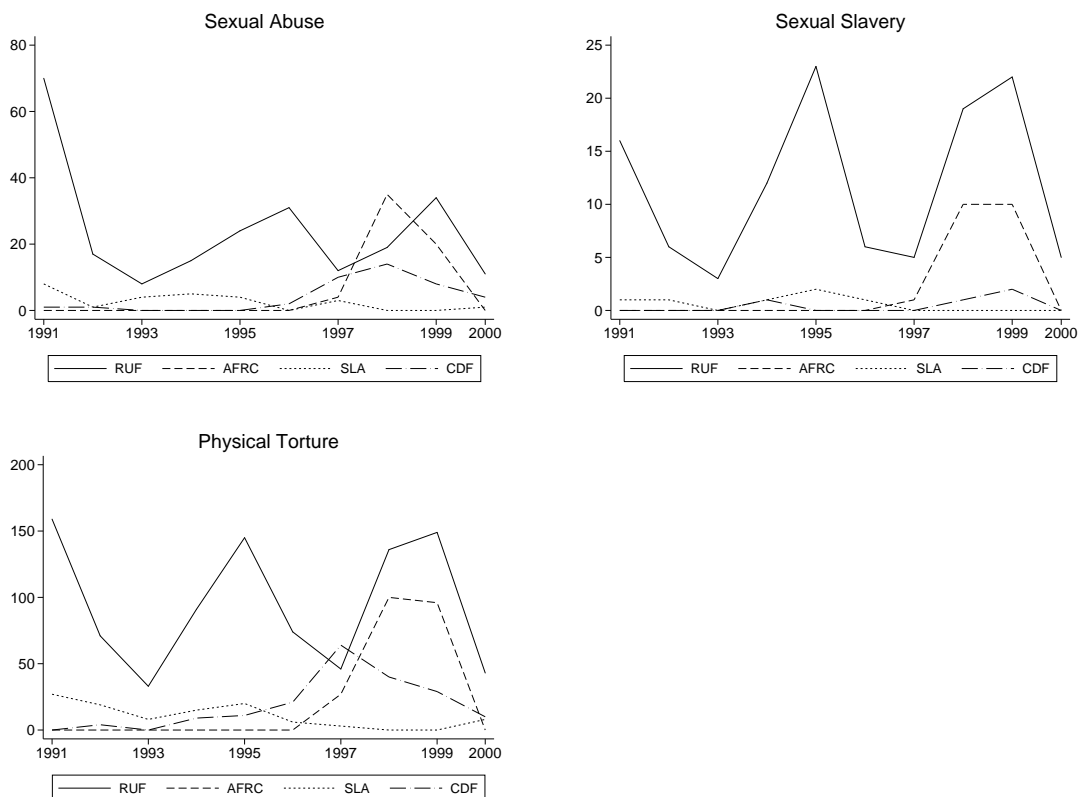 Sexual Abuse
80
60
40
20
0
1991 1993 1995 1997 1999 2000
RUF AFRC SLA CDF
Sexual Slavery
25
20
15
10
5
0
1991 1993 1995 1997 1999 2000
RUF AFRC SLA CDF
Physical Torture
200
150
100
50
0
1991 1993 1995 1997 1999 2000
RUF AFRC SLA CDF